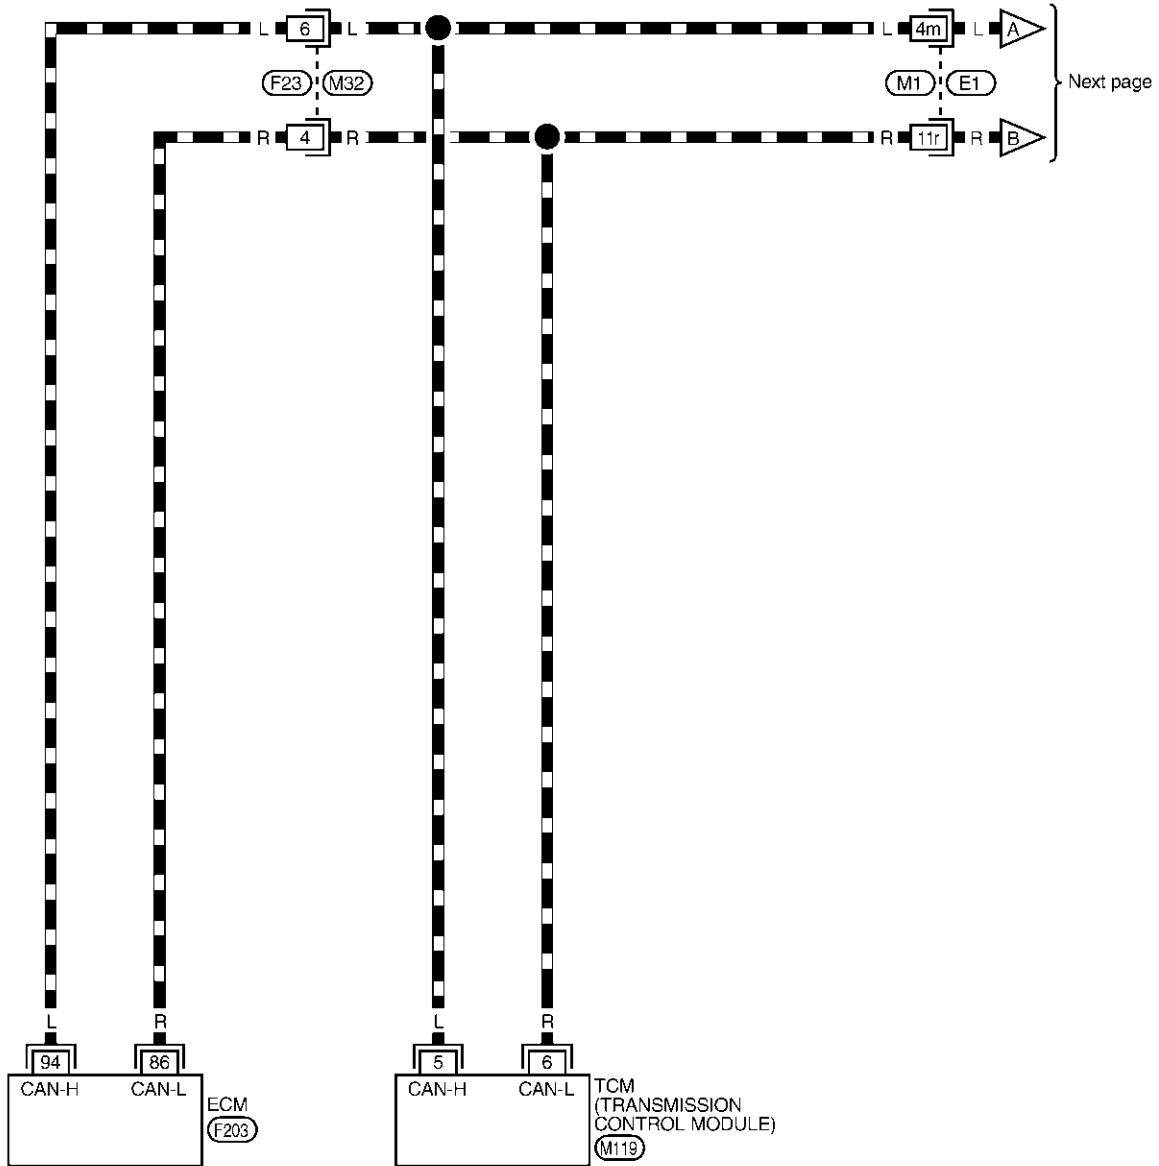 L 6 L L 4m L A
F23 M32 M1 E1 Next page
R 4 R R 11r R B
L R L R
94 86 5 6
CAN-H CAN-L CAN-H CAN-L
ECM
F203
TCM
(TRANSMISSION
CONTROL MODULE)
M119